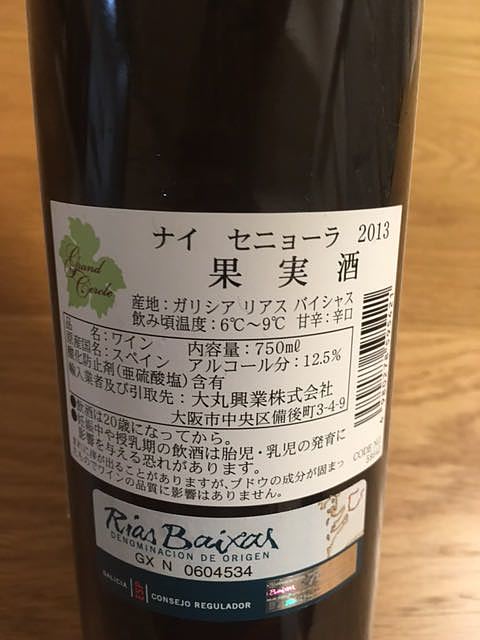 Grand
Cercle
ナイ セニョーラ 2013
果実酒
産地：ガリシア リアス バイシャス
飲み頃温度：6℃～9℃ 甘辛：辛口
品名：ワイン 内容量：750mℓ
原産国名：スペイン アルコール分：12.5%
酸化防止剤(亜硫酸塩)含有
輸入業者及び引取先：大丸興業株式会社
大阪市中央区備後町3-4-9
●飲酒は20歳になってから。
●妊娠中や授乳期の飲酒は胎児・乳児の発育に
影響を与える恐れがあります。
ありますが、ブドウの成分が固まっ
ワインの品質に影響はありません。
CODE NO.
Rias Baixas
DENOMINACION DE ORIGEN
GX N 0604534
GALICIA
ESP
CONSEJO REGULADOR